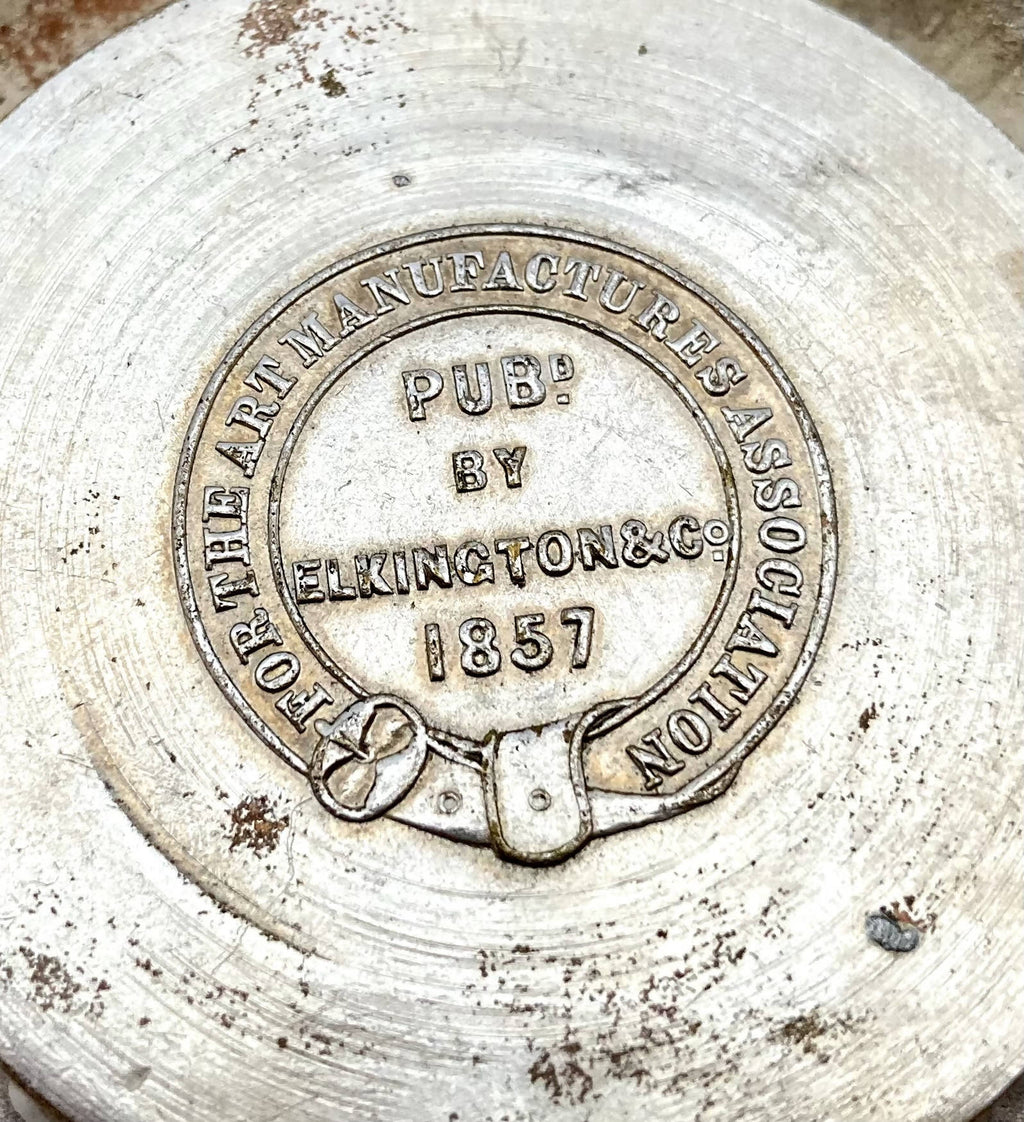 FOR THE ART MANUFACTURES ASSOCIATION
PUBD.
BY
ELKINGTON & CO.
1857